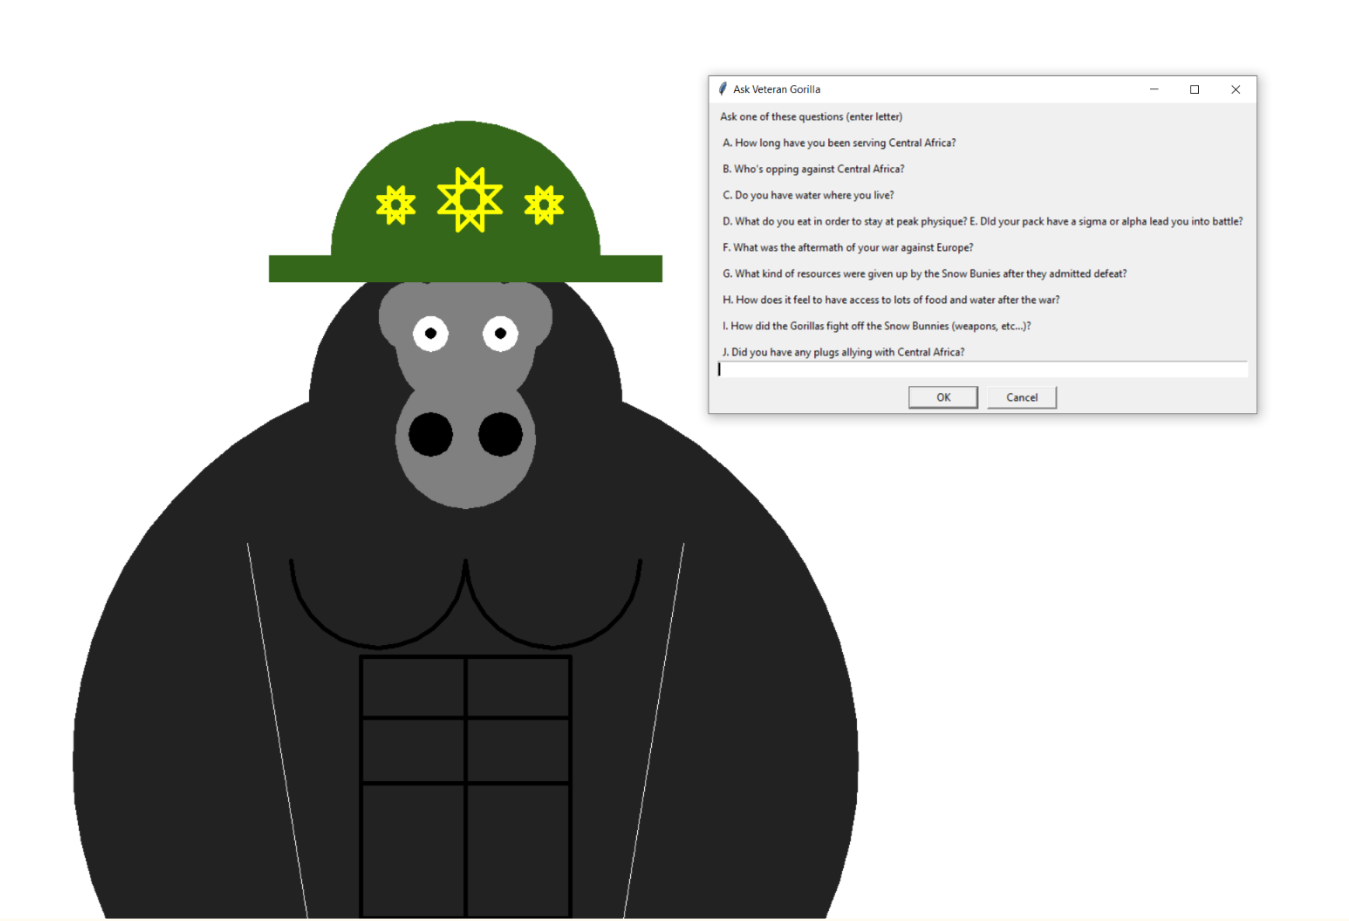 Ask Veteran Gorilla
Ask one of these questions (enter letter)
A. How long have you been serving Central Africa?
B. Who's opping against Central Africa?
C. Do you have water where you live?
D. What do you eat in order to stay at peak physique? E. DId your pack have a sigma or alpha lead you into battle?
F. What was the aftermath of your war against Europe?
G. What kind of resources were given up by the Snow Bunies after they admitted defeat?
H. How does it feel to have access to lots of food and water after the war?
I. How did the Gorillas fight off the Snow Bunnies (weapons, etc...)?
J. Did you have any plugs allying with Central Africa?
OK Cancel